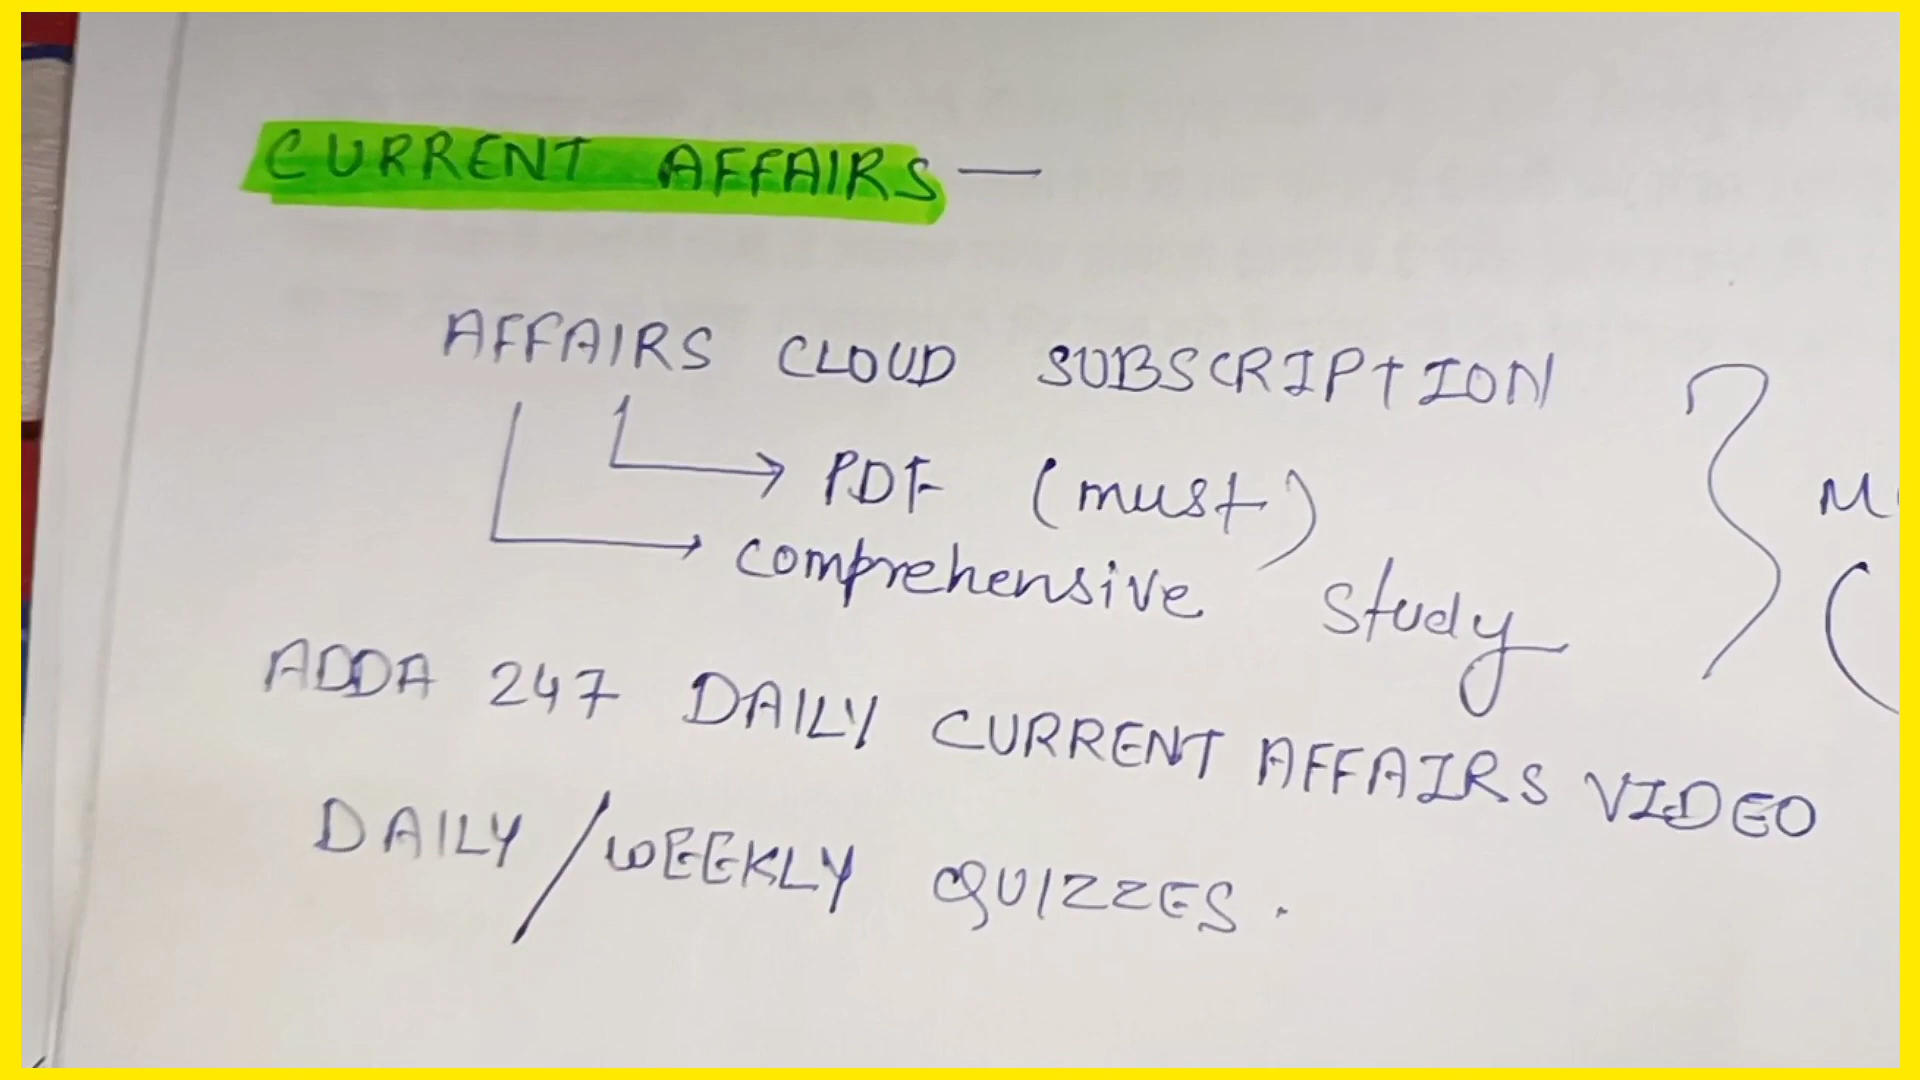 CURRENT AFFAIRS —
AFFAIRS CLOUD SUBSCRIPTION
PDF (must)
comprehensive study
ADDA 247 DAILY CURRENT AFFAIRS VIDEO
DAILY / WEEKLY QUIZZES.